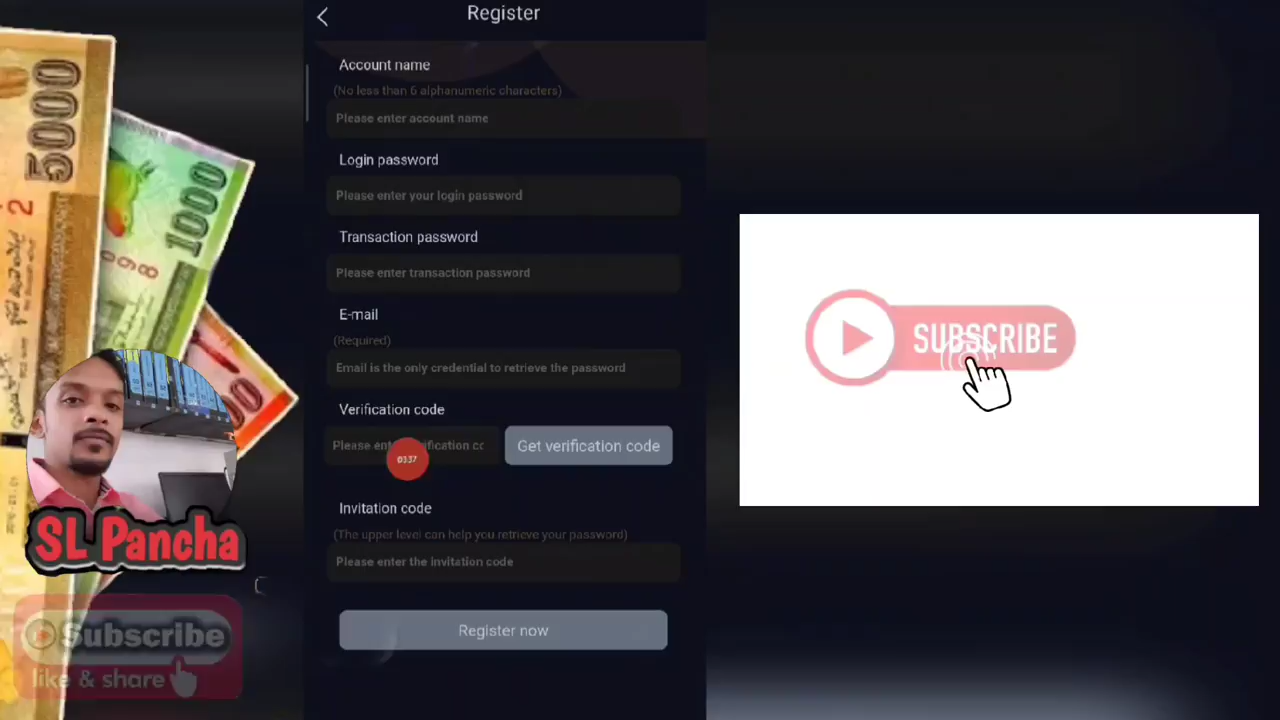 Register
Account name
(No less than 6 alphanumeric characters)
Please enter account name
Login password
Please enter your login password
Transaction password
Please enter transaction password
E-mail
(Required)
Email is the only credential to retrieve the password
Verification code
Get verification code
0337
Invitation code
(The upper level can help you retrieve your password)
Please enter the invitation code
Register now
5000
1000
SL Pancha
Subscribe
like & share
SUBSCRIBE